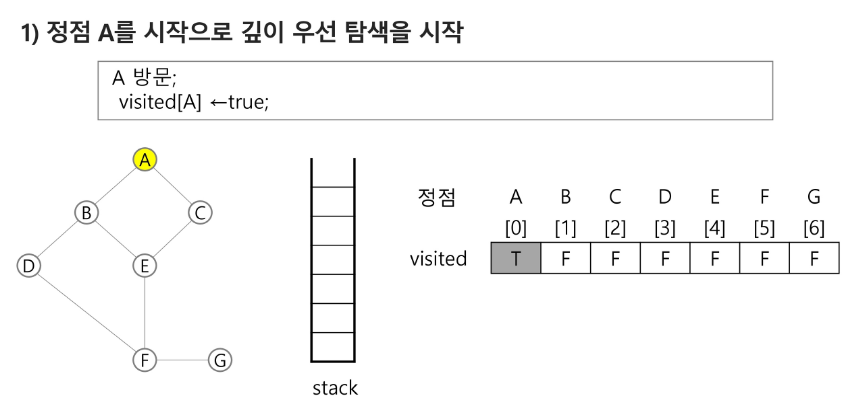 1) 정점 A를 시작으로 깊이 우선 탐색을 시작
A 방문;
visited[A] ←true;
A
B
C
D
E
F
G
stack
정점 A B C D E F G
[0] [1] [2] [3] [4] [5] [6]
visited T F F F F F F